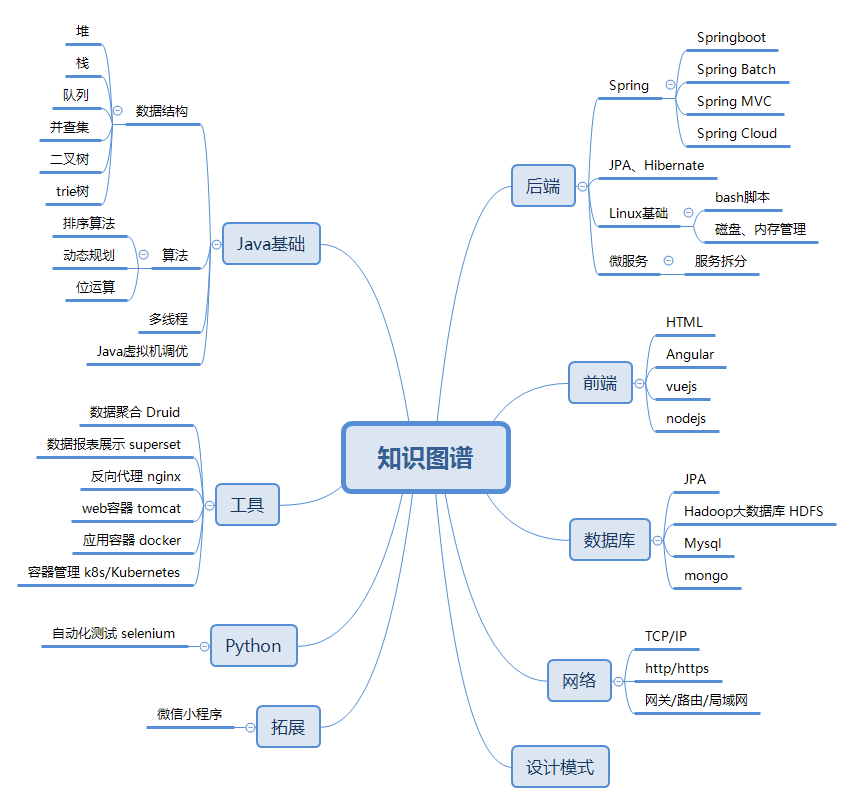 知识图谱
后端
Spring
Springboot
Spring Batch
Spring MVC
Spring Cloud
JPA、Hibernate
Linux基础
bash脚本
磁盘、内存管理
微服务
服务拆分
前端
HTML
Angular
vuejs
nodejs
数据库
JPA
Hadoop大数据库 HDFS
Mysql
mongo
网络
TCP/IP
http/https
网关/路由/局域网
设计模式
Java基础
数据结构
堆
栈
队列
并查集
二叉树
trie树
算法
排序算法
动态规划
位运算
多线程
Java虚拟机调优
工具
数据聚合 Druid
数据报表展示 superset
反向代理 nginx
web容器 tomcat
应用容器 docker
容器管理 k8s/Kubernetes
Python
自动化测试 selenium
拓展
微信小程序